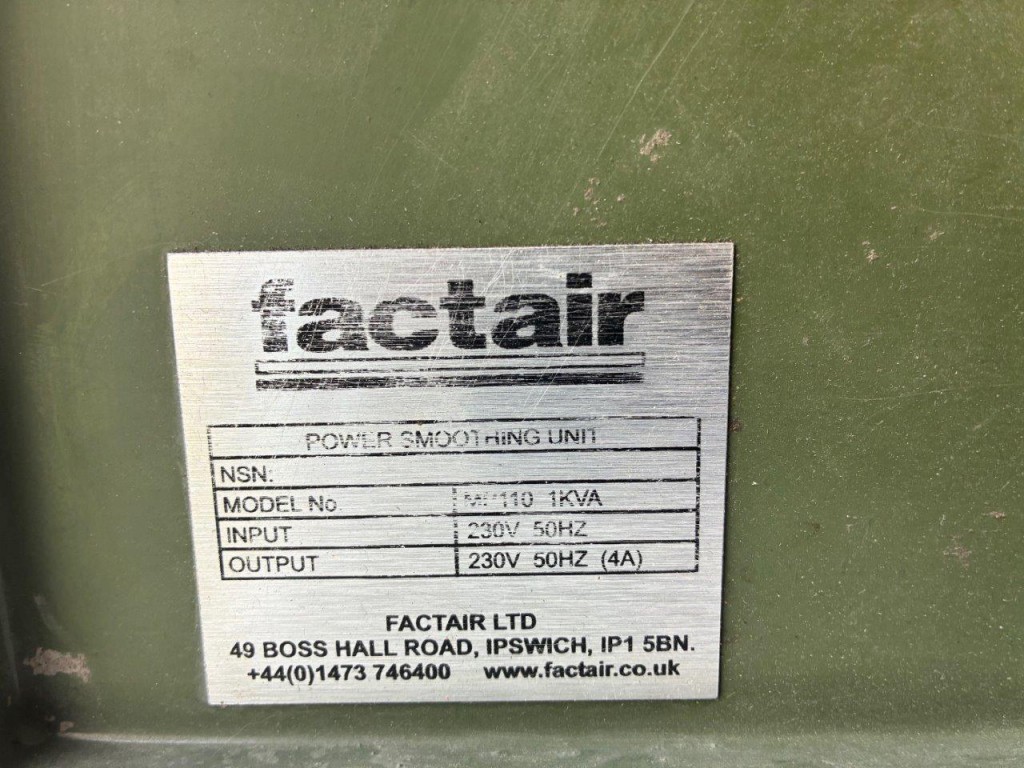 factair
POWER SMOOTHING UNIT
NSN:
MODEL No 1KVA
INPUT 230V 50HZ
OUTPUT 230V 50HZ (4A)
FACTAIR LTD
49 BOSS HALL ROAD, IPSWICH, IP1 5BN.
+44(0)1473 746400 www.factair.co.uk